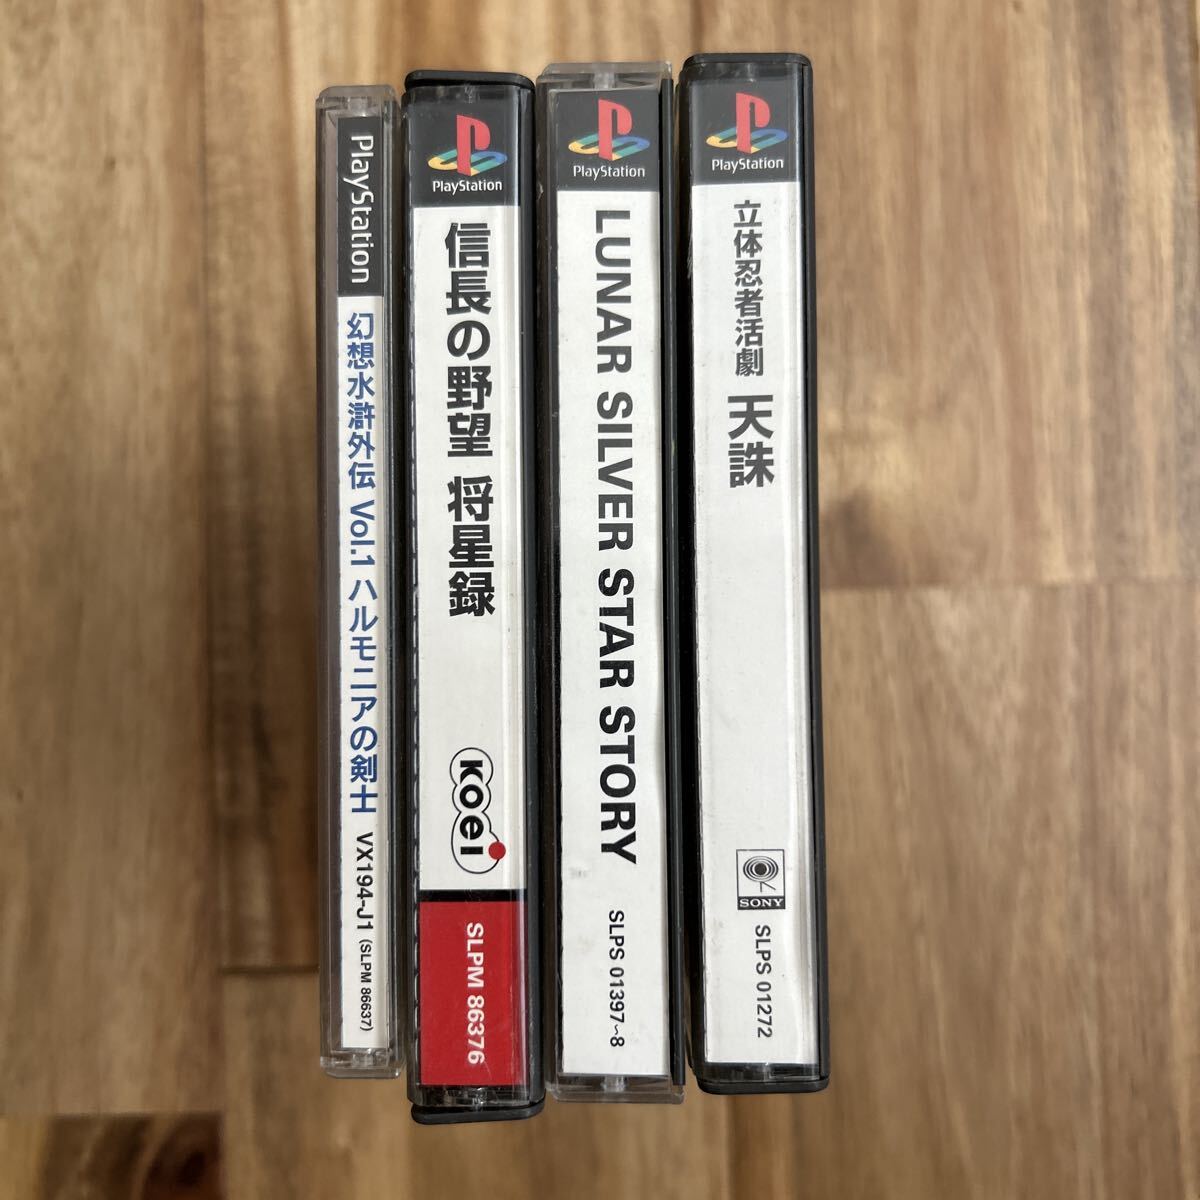 PlayStation
幻想水滸外伝 Vol.1 ハルモニアの剣士
VX194-J1 (SLPM 86637)
PlayStation
信長の野望 将星録
KOEI
SLPM 86376
PlayStation
LUNAR SILVER STAR STORY
SLPS 01397~8
PlayStation
立体忍者活劇 天誅
SONY
SLPS 01272